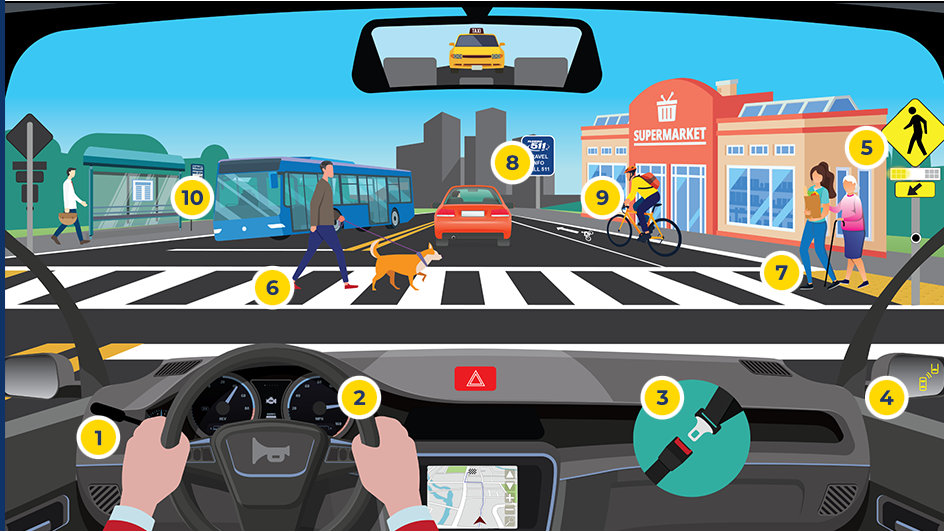 TAXI
SUPERMARKET
511
TRAVEL
INFO
CALL 511
5
8
10
9
6
7
2
3
4
1